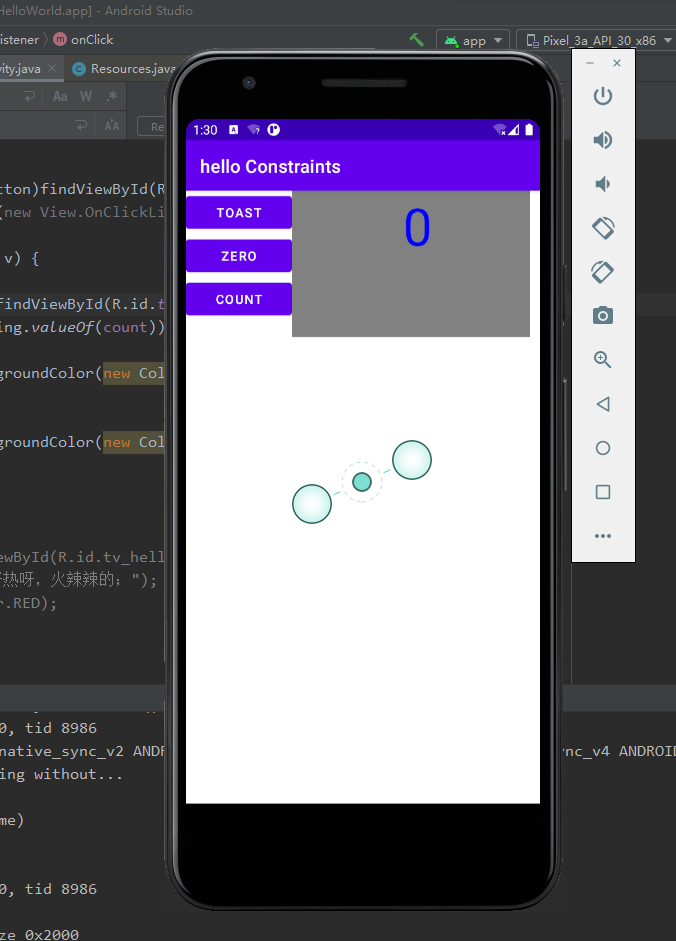 HelloWorld.app] - Android Studio
istener
m onClick
app
Pixel_3a_API_30_x86
vity.java
C Resources.java
Aa W .*
Re
1:30
A
hello Constraints
TOAST
ZERO
COUNT
0
tton)findViewById(R
(new View.OnClickLi
v) {
findViewById(R.id.t
ing.valueOf(count))
groundColor(new Col
groundColor(new Col
ewById(R.id.tv_hell
热呀，火辣辣的；");
r.RED);
0, tid 8986
native_sync_v2 ANDR
nc_v4 ANDROID
ing without...
me)
0, tid 8986
ze 0x2000